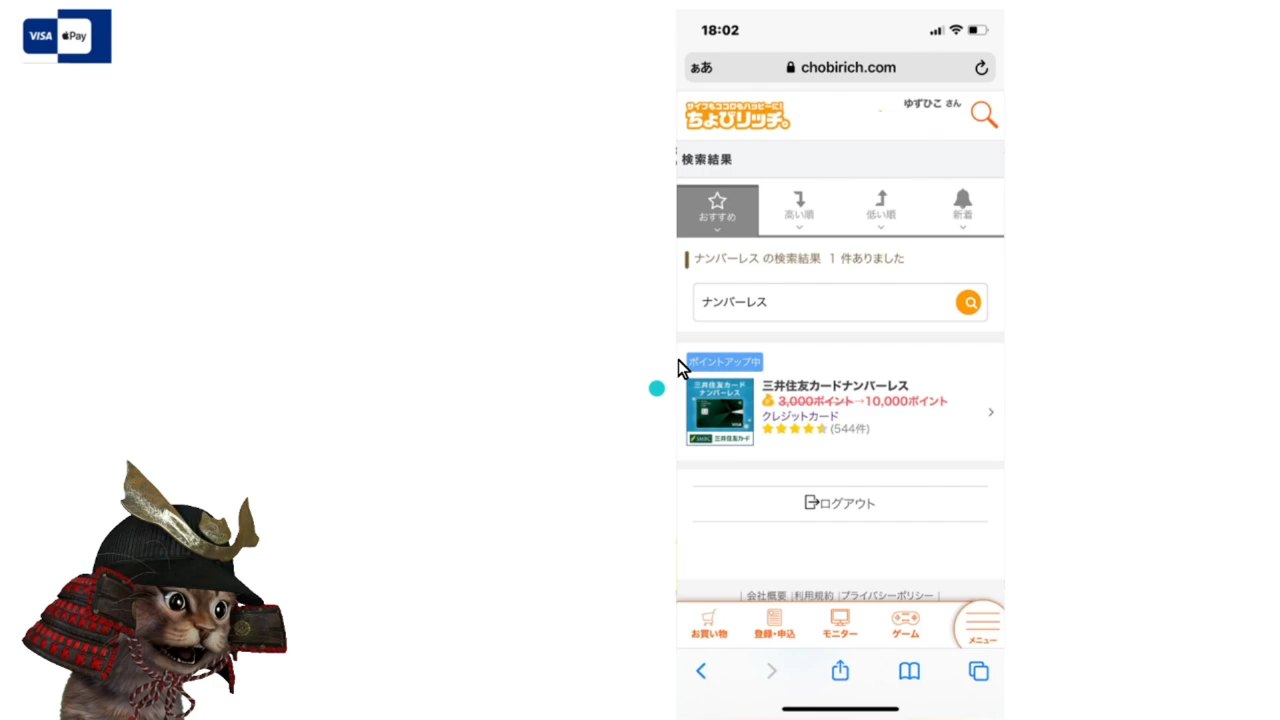 VISA
Pay
18:02
ぁあ
chobirich.com
サイフもココロもハッピーに!
ちょびリッチ。
ゆずひこ さん
検索結果
おすすめ
高い順
低い順
新着
ナンバーレス の検索結果 1 件ありました
ナンバーレス
ポイントアップ中
三井住友カード
ナンバーレス
VISA
SMBC 三井住友カード
三井住友カードナンバーレス
3,000ポイント→10,000ポイント
クレジットカード
(544件)
ログアウト
| 会社概要 |利用規約 |プライバシーポリシー |
お買い物
登録・申込
モニター
ゲーム
メニュー